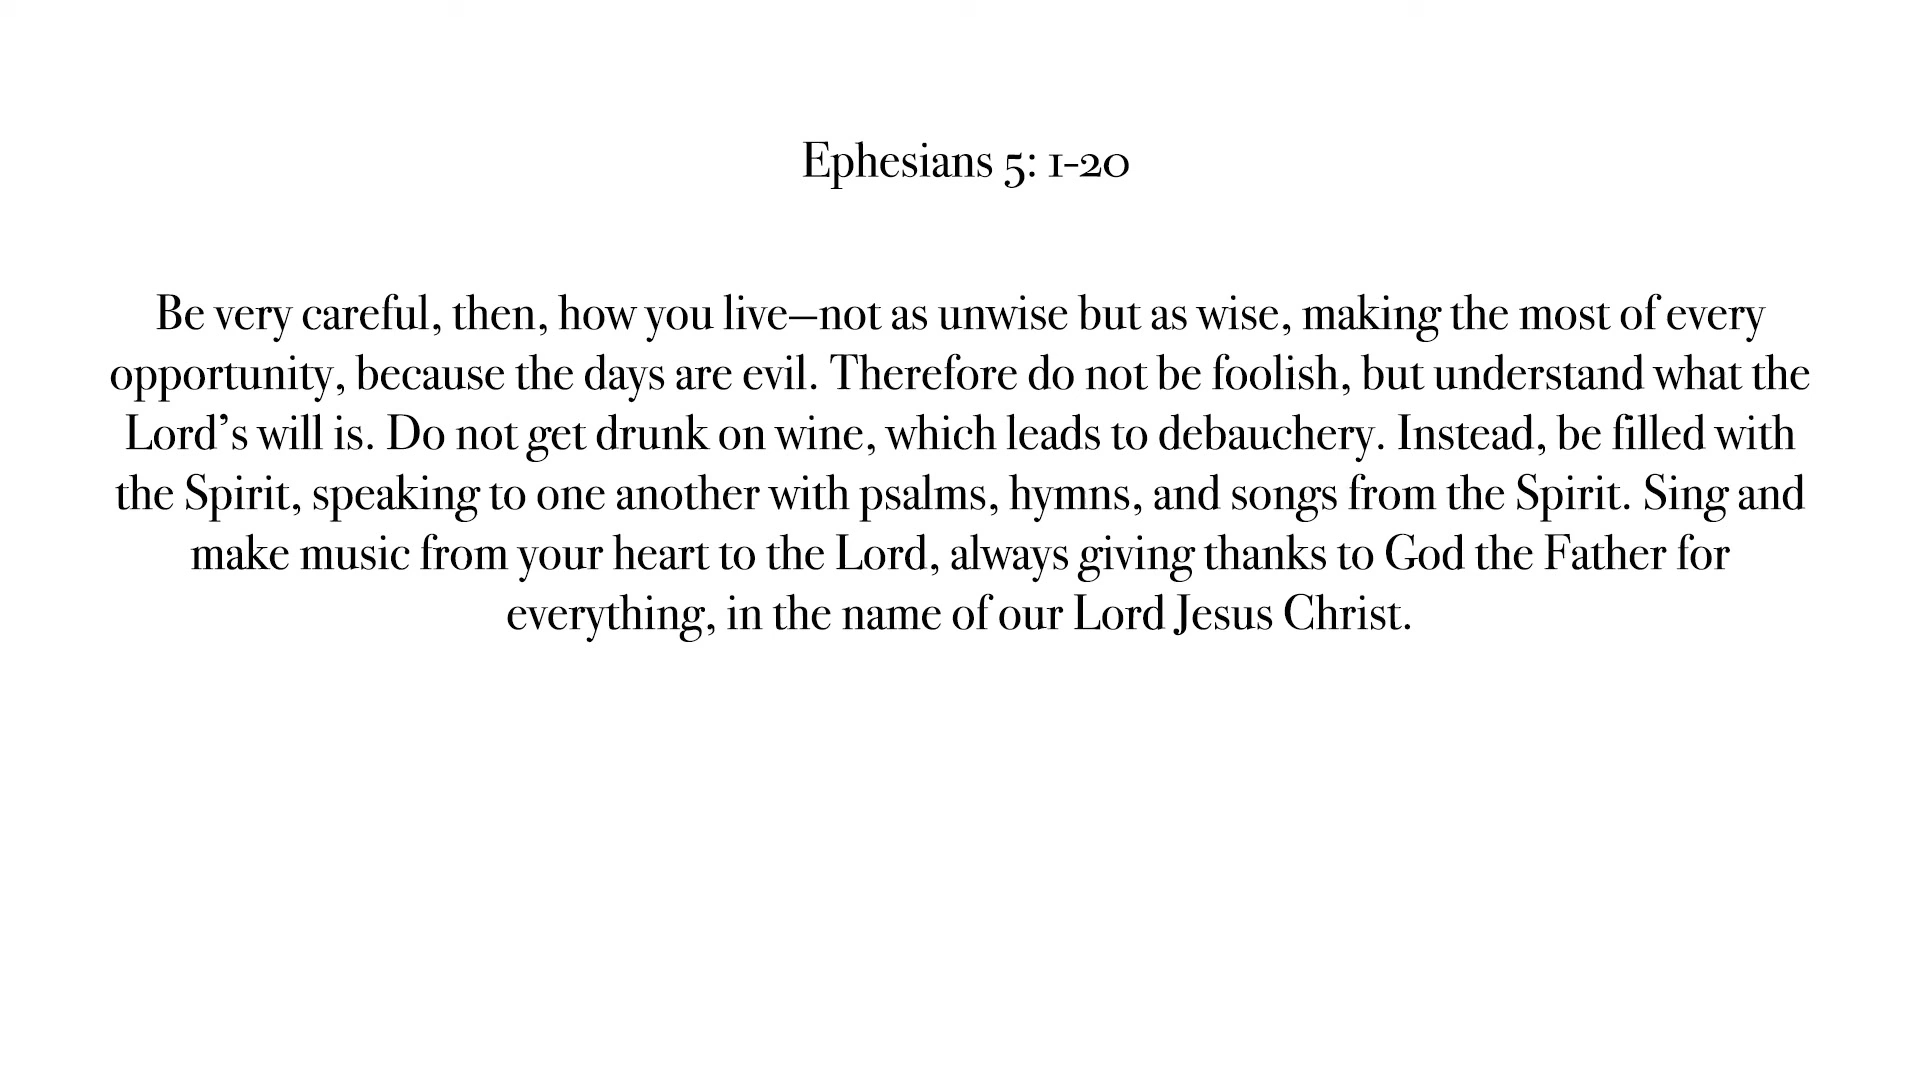 Ephesians 5: 1-20
Be very careful, then, how you live—not as unwise but as wise, making the most of every
opportunity, because the days are evil. Therefore do not be foolish, but understand what the
Lord’s will is. Do not get drunk on wine, which leads to debauchery. Instead, be filled with
the Spirit, speaking to one another with psalms, hymns, and songs from the Spirit. Sing and
make music from your heart to the Lord, always giving thanks to God the Father for
everything, in the name of our Lord Jesus Christ.